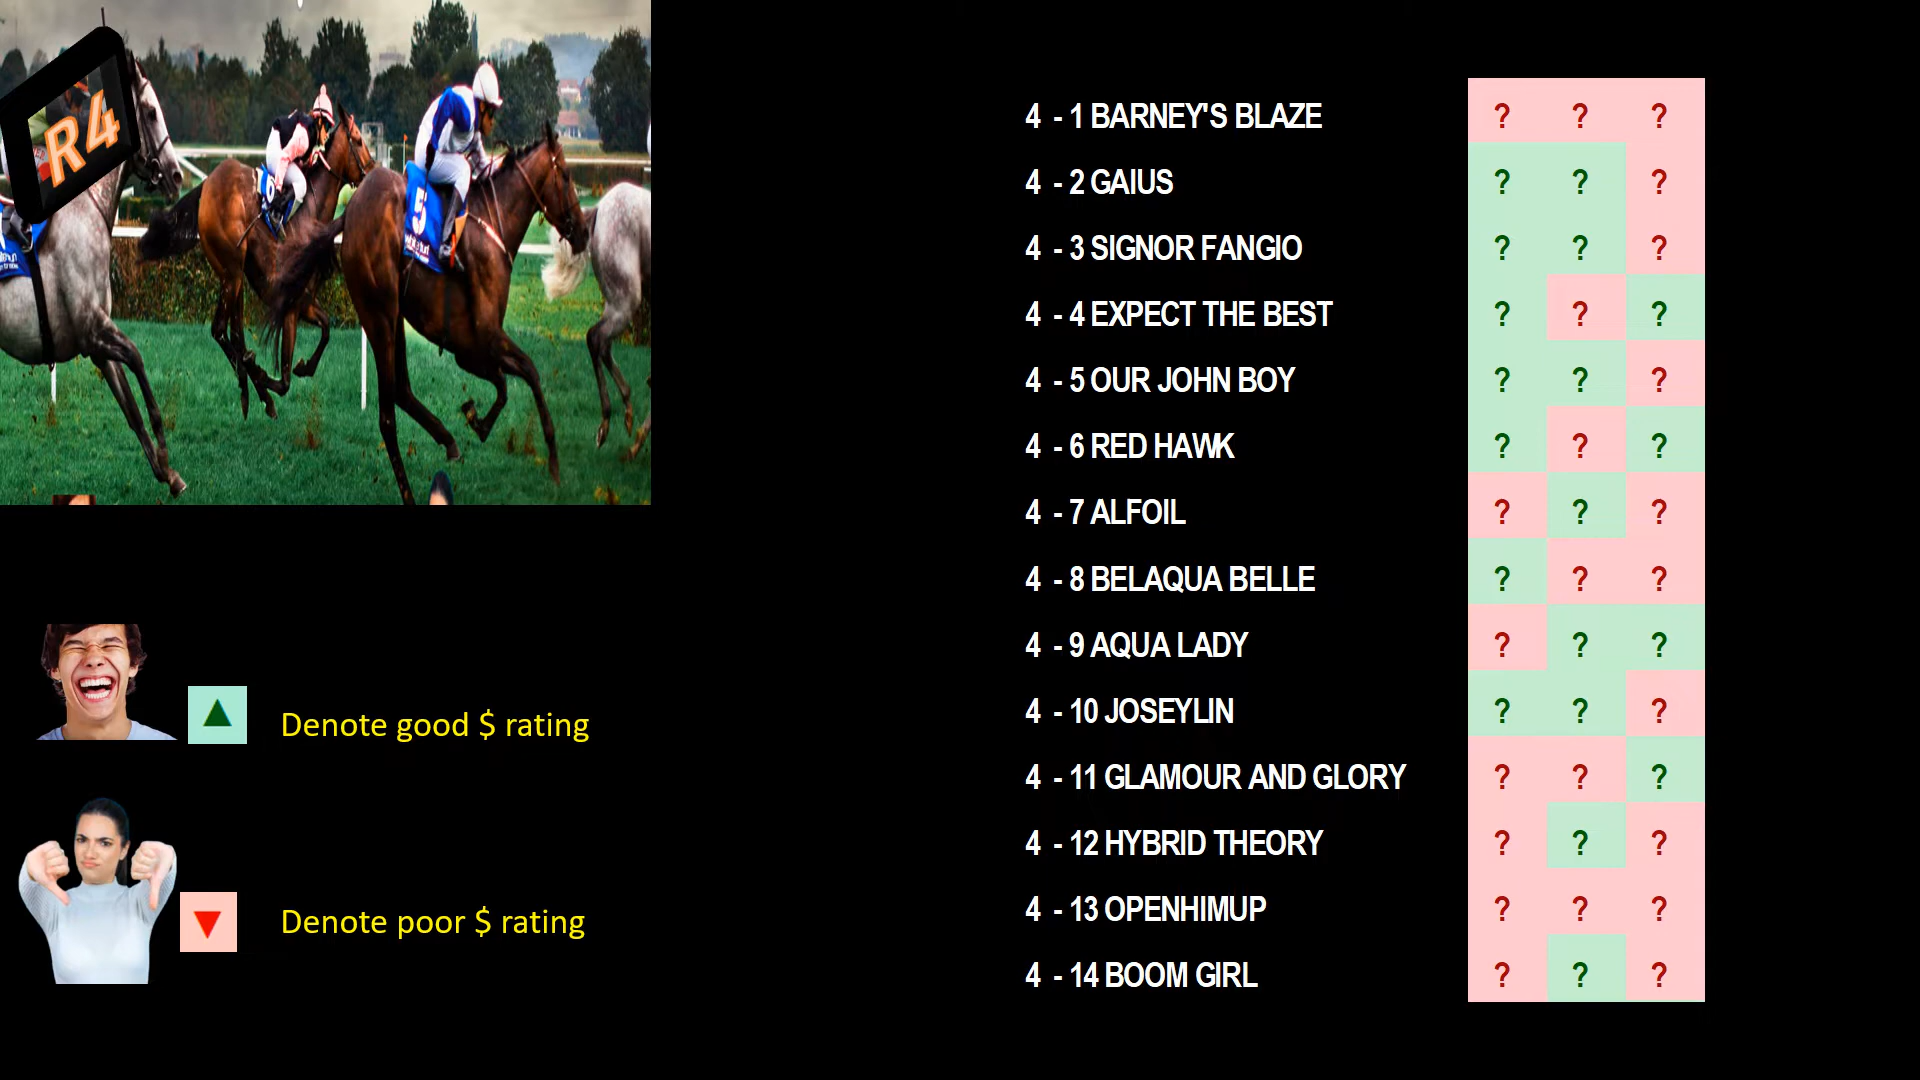 R4
6
5
4 - 1 BARNEY'S BLAZE ? ? ?
4 - 2 GAIUS ? ? ?
4 - 3 SIGNOR FANGIO ? ? ?
4 - 4 EXPECT THE BEST ? ? ?
4 - 5 OUR JOHN BOY ? ? ?
4 - 6 RED HAWK ? ? ?
4 - 7 ALFOIL ? ? ?
4 - 8 BELAQUA BELLE ? ? ?
4 - 9 AQUA LADY ? ? ?
4 - 10 JOSEYLIN ? ? ?
4 - 11 GLAMOUR AND GLORY ? ? ?
4 - 12 HYBRID THEORY ? ? ?
4 - 13 OPENHIMUP ? ? ?
4 - 14 BOOM GIRL ? ? ?
Denote good $ rating
Denote poor $ rating